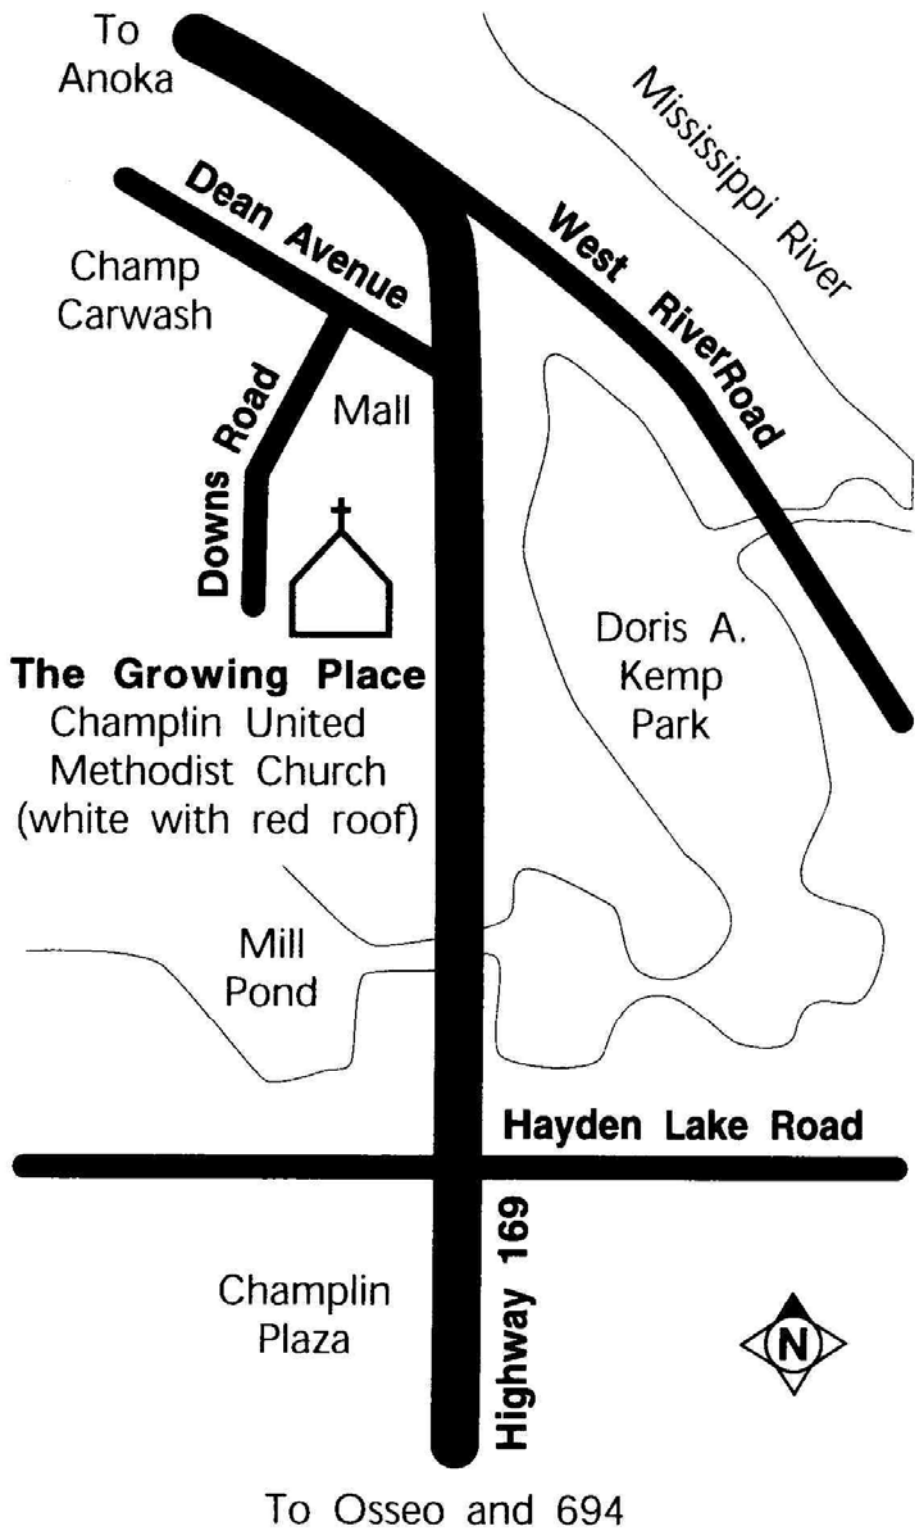 To
Anoka
Mississippi River
Dean Avenue
West RiverRoad
Champ
Carwash
Downs Road
Mall
Doris A.
Kemp
Park
The Growing Place
Champlin United
Methodist Church
(white with red roof)
Mill
Pond
Hayden Lake Road
Highway 169
Champlin
Plaza
N
To Osseo and 694